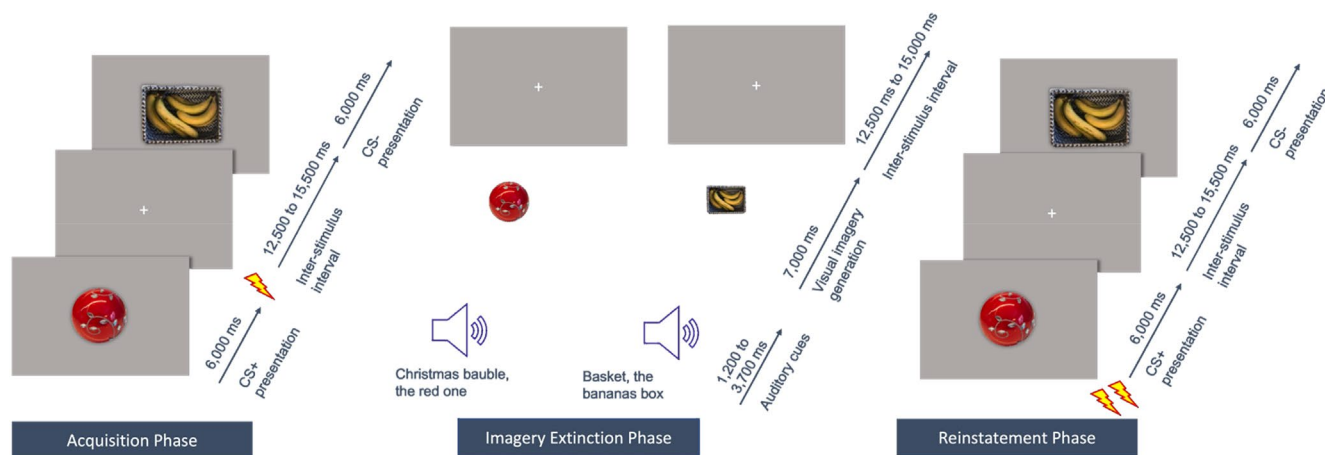 6,000 ms
CS+
presentation
12,500 to 15,500 ms
Inter-stimulus
interval
6,000 ms
CS-
presentation
Acquisition Phase
Christmas bauble,
the red one
Basket, the
bananas box
1,200 to
3,700 ms
Auditory cues
7,000 ms
Visual imagery
generation
12,500 ms to 15,000 ms
Inter-stimulus interval
Imagery Extinction Phase
6,000 ms
CS+
presentation
12,500 to 15,500 ms
Inter-stimulus
interval
6,000 ms
CS-
presentation
Reinstatement Phase